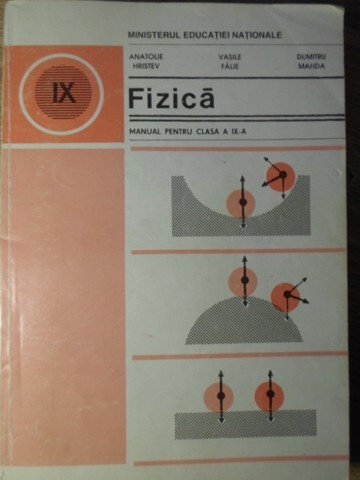 MINISTERUL EDUCAȚIEI NAȚIONALE
ANATOLIE HRISTEV
VASILE FĂLIE
DUMITRU MANDA
IX
Fizică
MANUAL PENTRU CLASA A IX-A